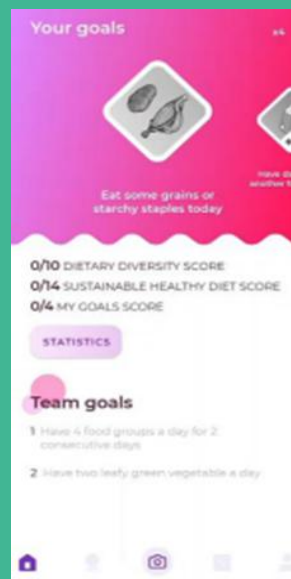 Your goals
x4
Eat some grains or
starchy staples today
another
0/10 DIETARY DIVERSITY SCORE
0/14 SUSTAINABLE HEALTHY DIET SCORE
0/4 MY GOALS SCORE
STATISTICS
Team goals
1 Have 4 food groups a day for 2
consecutive days
2 Have two leafy green vegetable a day